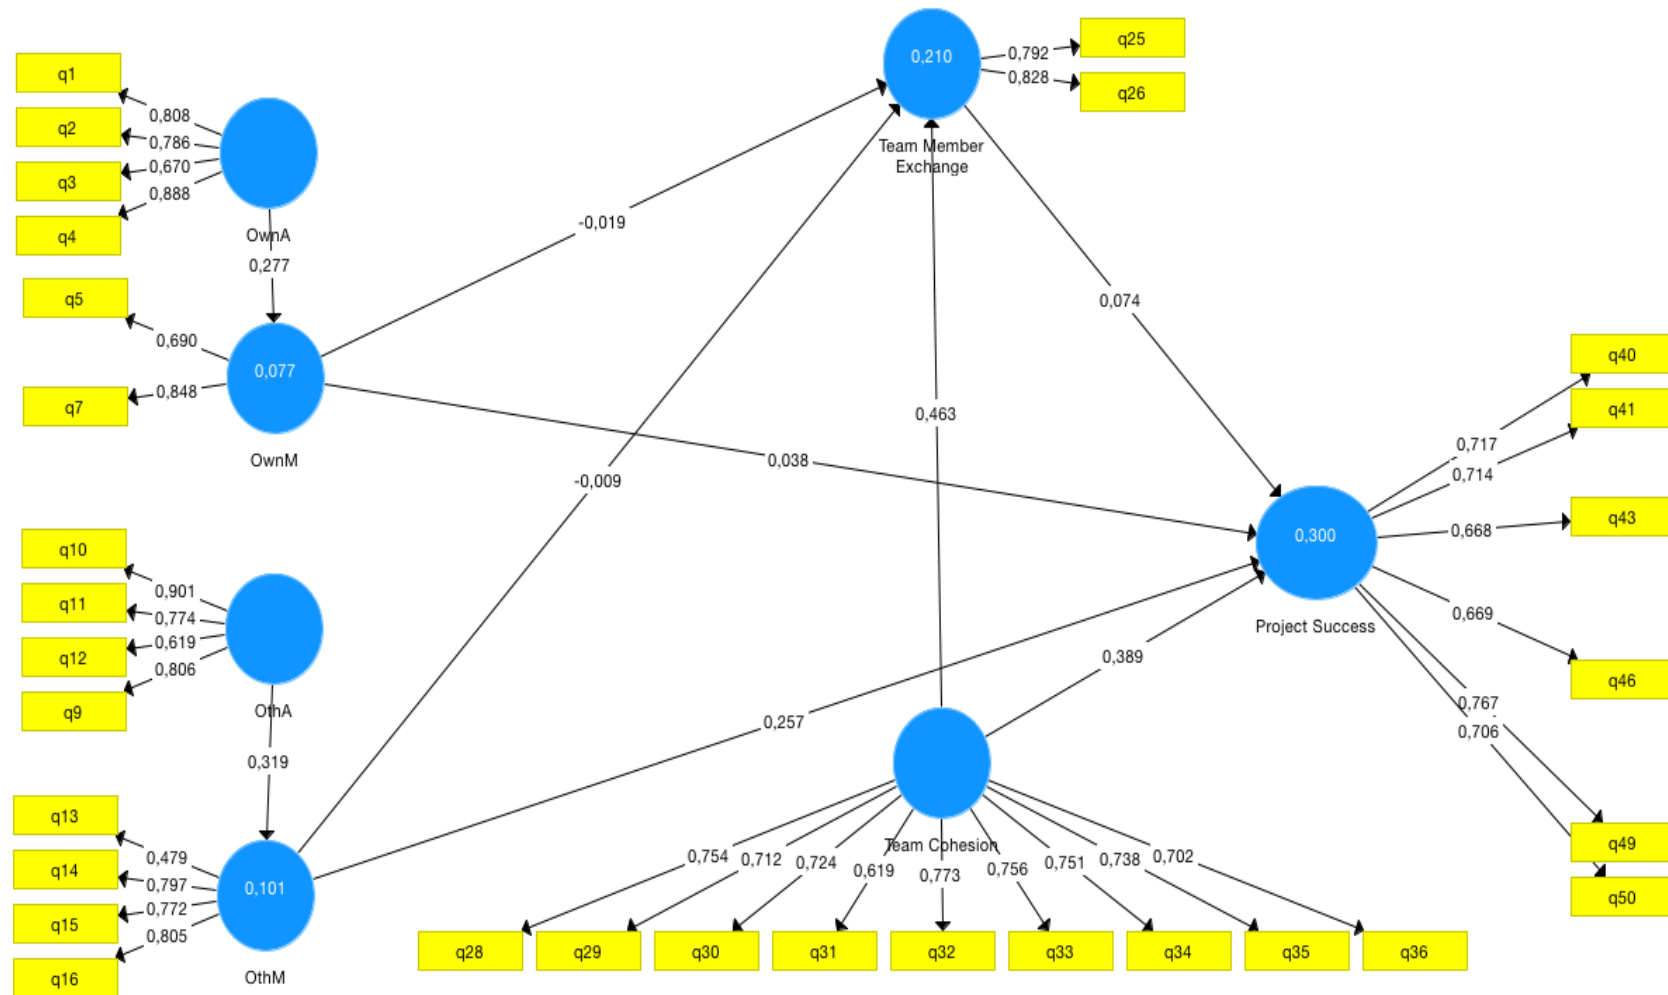 q1
q2
q3
q4
0,808
0,786
0,670
0,888
OwnA
0,277
q5
q7
0,690
0,848
0,077
OwnM
q10
q11
q12
q9
0,901
0,774
0,619
0,806
OthA
0,319
q13
q14
q15
q16
0,479
0,797
0,772
0,805
0,101
OthM
-0,019
-0,009
0,038
0,257
0,210
Team Member
Exchange
0,792
0,828
q25
q26
0,463
0,074
0,389
Team Cohesion
0,754
0,712
0,724
0,619
0,773
0,756
0,751
0,738
0,702
q28
q29
q30
q31
q32
q33
q34
q35
q36
0,300
Project Success
0,717
0,714
0,668
0,669
0,767
0,706
q40
q41
q43
q46
q49
q50